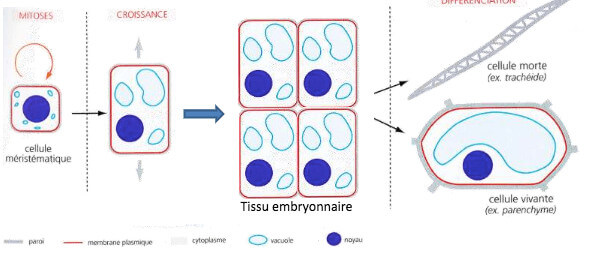 MITOSES
CROISSANCE
DIFFÉRENCIATION
cellule morte
(ex. trachéide)
cellule
méristématique
Tissu embryonnaire
cellule vivante
(ex. parenchyme)
paroi
membrane plasmique
cytoplasme
vacuole
noyau